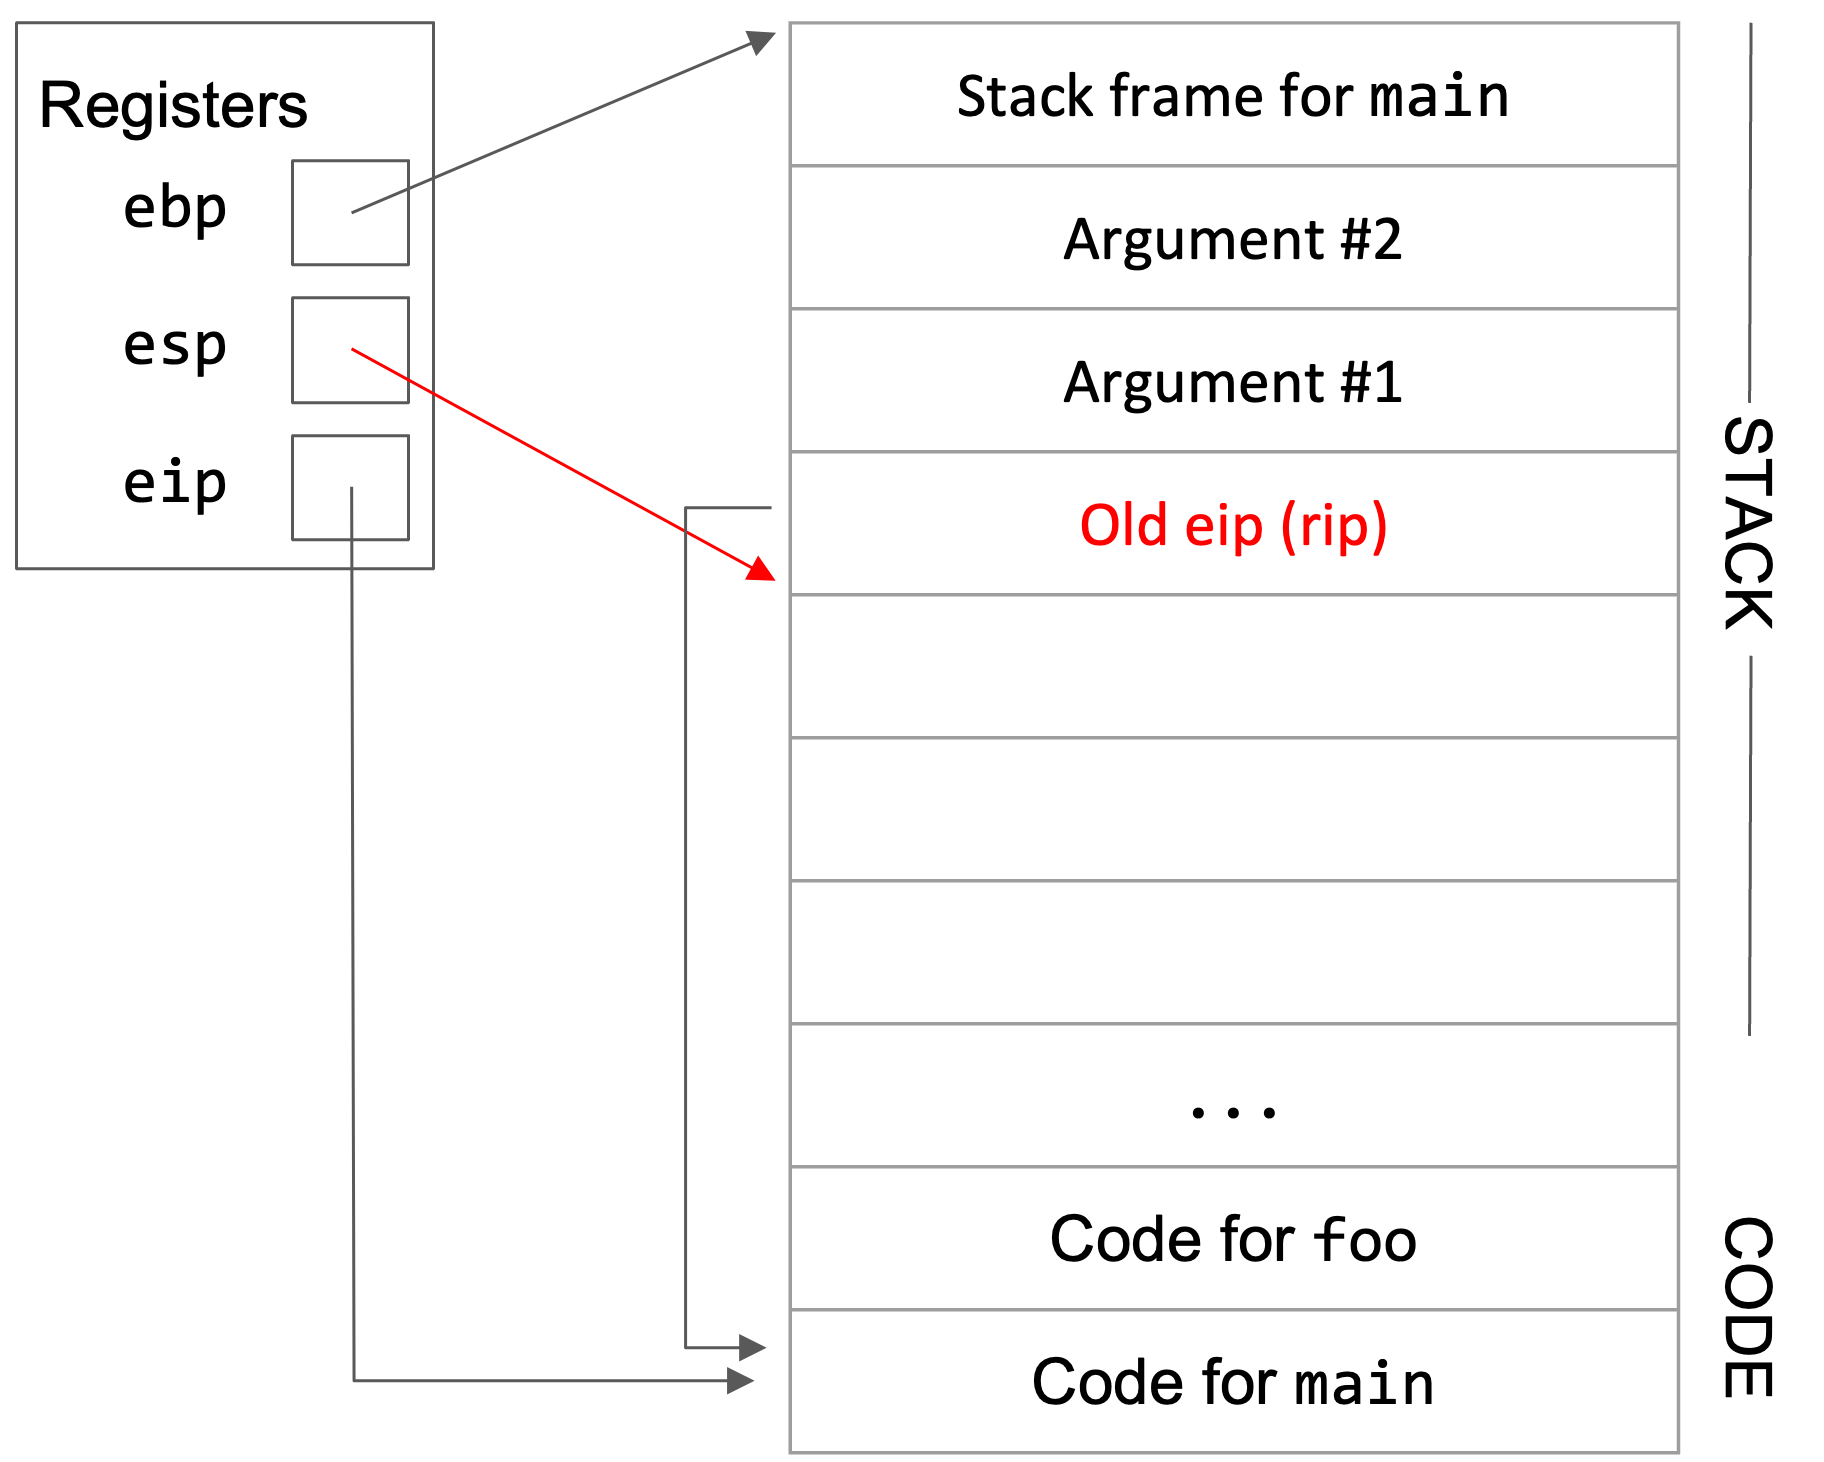 Registers
ebp
esp
eip
Stack frame for main
Argument #2
Argument #1
Old eip (rip)
...
Code for foo
Code for main
STACK
CODE